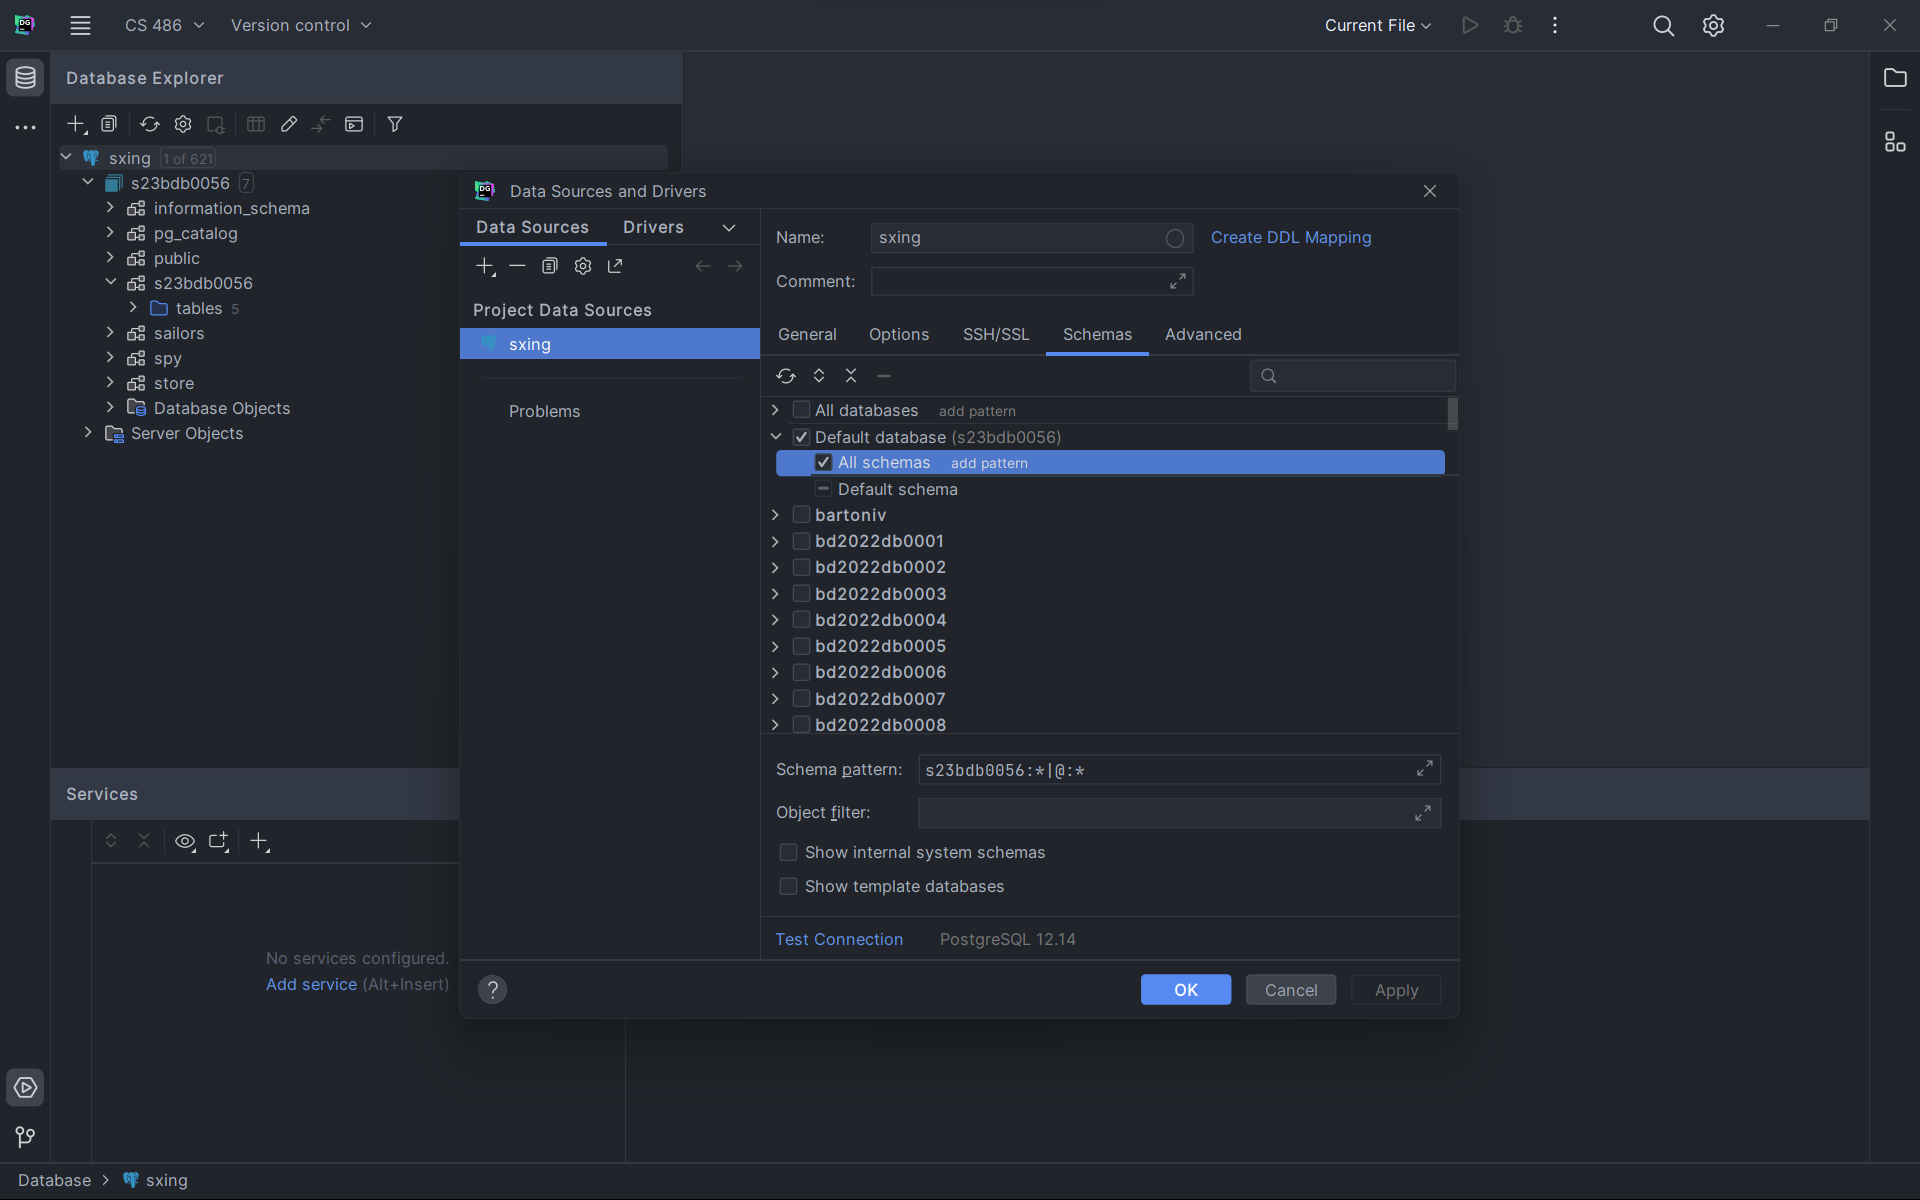 CS 486
Version control
Current File
Database Explorer
sxing 1 of 621
s23bdb0056 7
information_schema
pg_catalog
public
s23bdb0056
tables 5
sailors
spy
store
Database Objects
Server Objects
Services
No services configured.
Add service (Alt+Insert)
Data Sources and Drivers
Data Sources
Drivers
Project Data Sources
sxing
Problems
Name: sxing
Create DDL Mapping
Comment:
General Options SSH/SSL Schemas Advanced
All databases add pattern
Default database (s23bdb0056)
All schemas add pattern
Default schema
bartoniv
bd2022db0001
bd2022db0002
bd2022db0003
bd2022db0004
bd2022db0005
bd2022db0006
bd2022db0007
bd2022db0008
Schema pattern: s23bdb0056:*|@:*
Object filter:
Show internal system schemas
Show template databases
Test Connection PostgreSQL 12.14
? OK Cancel Apply
Database sxing